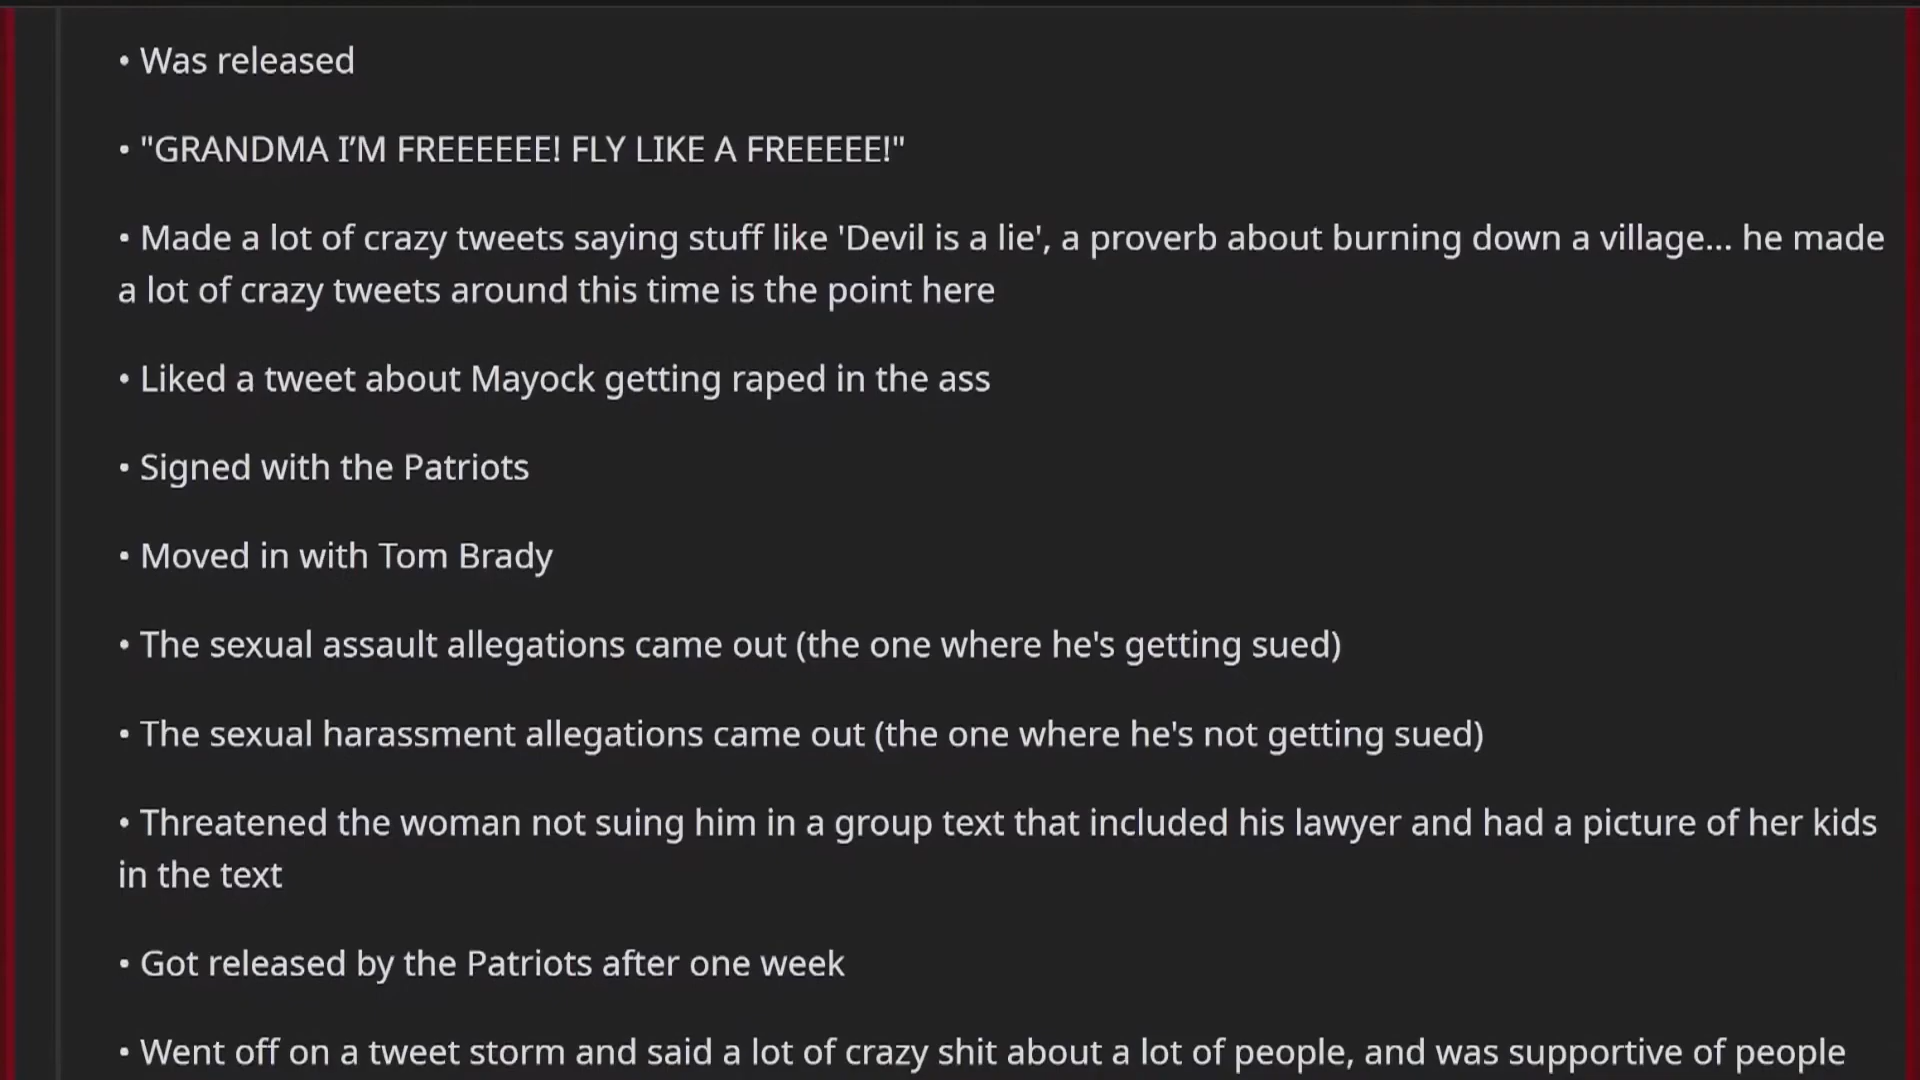 • Was released
• "GRANDMA I’M FREEEEEE! FLY LIKE A FREEEEE!"
• Made a lot of crazy tweets saying stuff like 'Devil is a lie', a proverb about burning down a village... he made
a lot of crazy tweets around this time is the point here
• Liked a tweet about Mayock getting raped in the ass
• Signed with the Patriots
• Moved in with Tom Brady
• The sexual assault allegations came out (the one where he's getting sued)
• The sexual harassment allegations came out (the one where he's not getting sued)
• Threatened the woman not suing him in a group text that included his lawyer and had a picture of her kids
in the text
• Got released by the Patriots after one week
• Went off on a tweet storm and said a lot of crazy shit about a lot of people, and was supportive of people